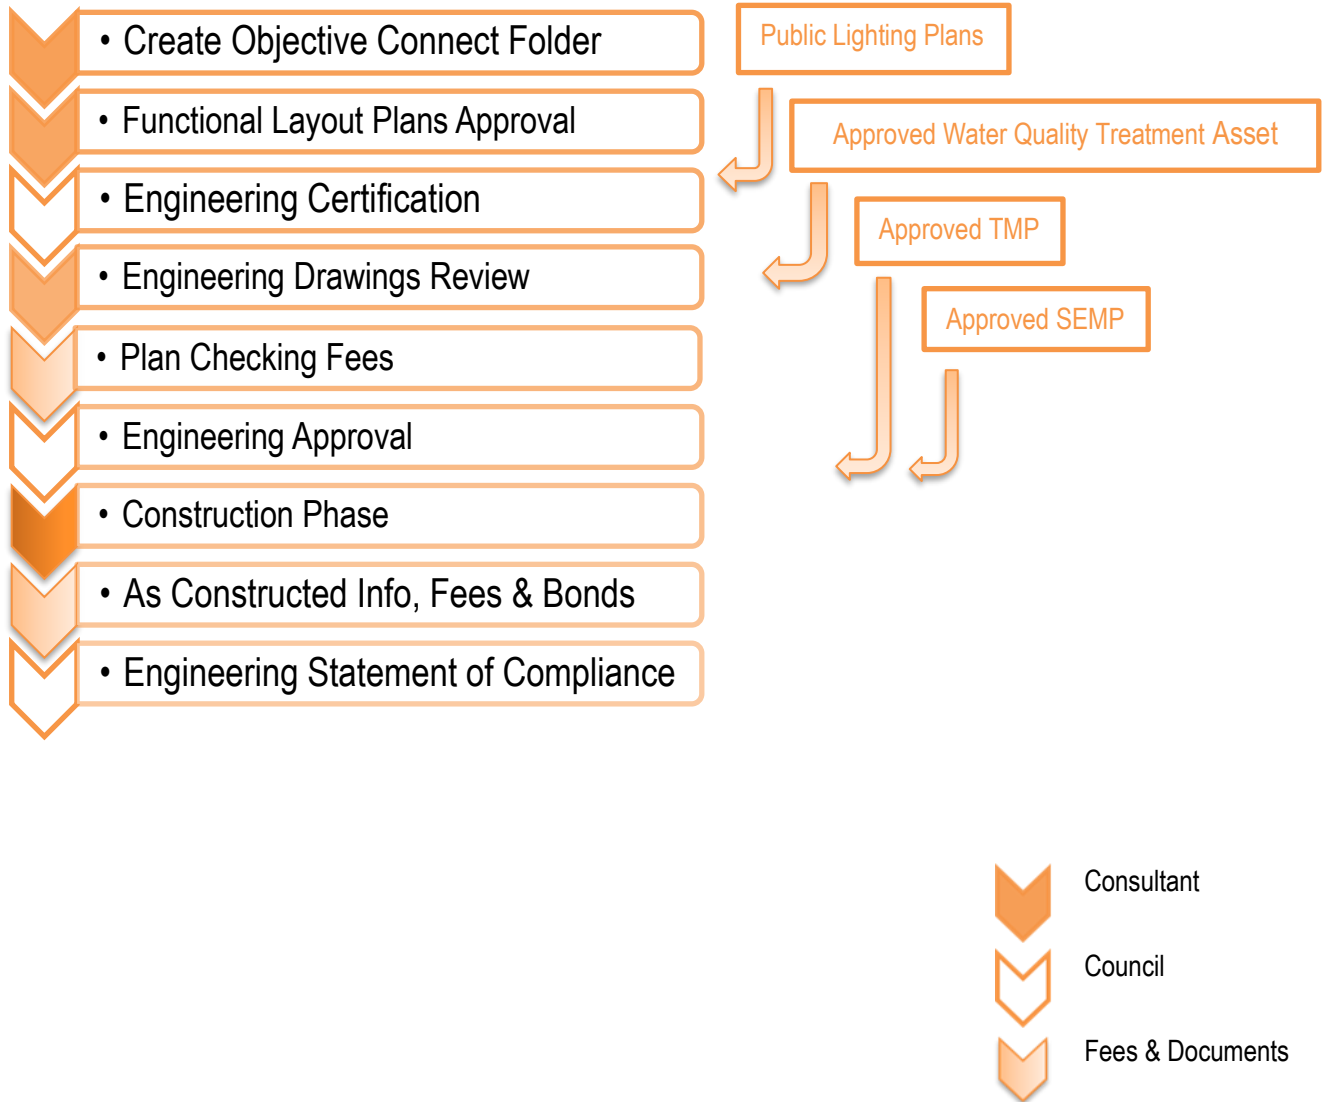 • Create Objective Connect Folder
• Functional Layout Plans Approval
• Engineering Certification
• Engineering Drawings Review
• Plan Checking Fees
• Engineering Approval
• Construction Phase
• As Constructed Info, Fees & Bonds
• Engineering Statement of Compliance
Public Lighting Plans
Approved Water Quality Treatment Asset
Approved TMP
Approved SEMP
Consultant
Council
Fees & Documents